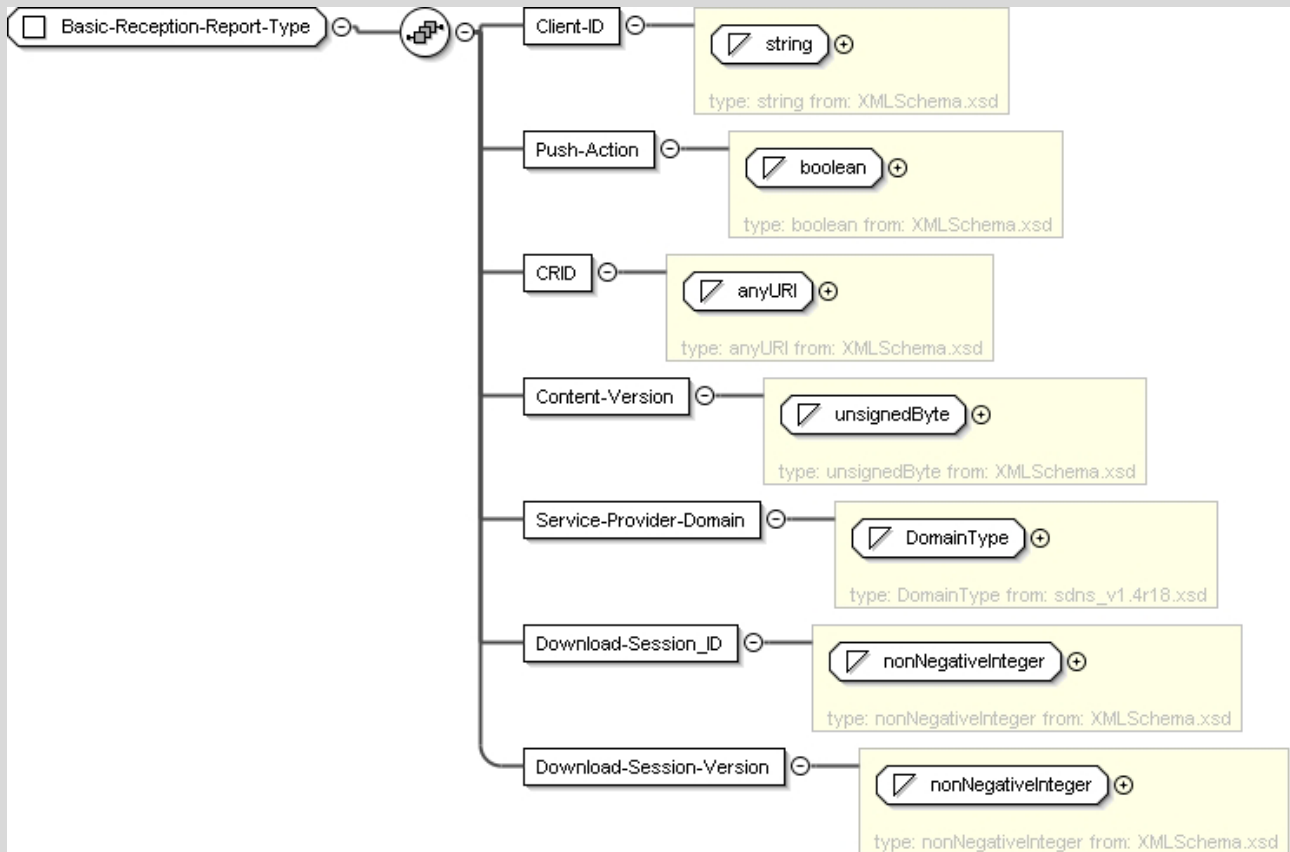 Basic-Reception-Report-Type
Client-ID
string
type: string from: XMLSchema.xsd
Push-Action
boolean
type: boolean from: XMLSchema.xsd
CRID
anyURI
type: anyURI from: XMLSchema.xsd
Content-Version
unsignedByte
type: unsignedByte from: XMLSchema.xsd
Service-Provider-Domain
DomainType
type: DomainType from: sdns_v1.4r18.xsd
Download-Session_ID
nonNegativeInteger
type: nonNegativeInteger from: XMLSchema.xsd
Download-Session-Version
nonNegativeInteger
type: nonNegativeInteger from: XMLSchema.xsd